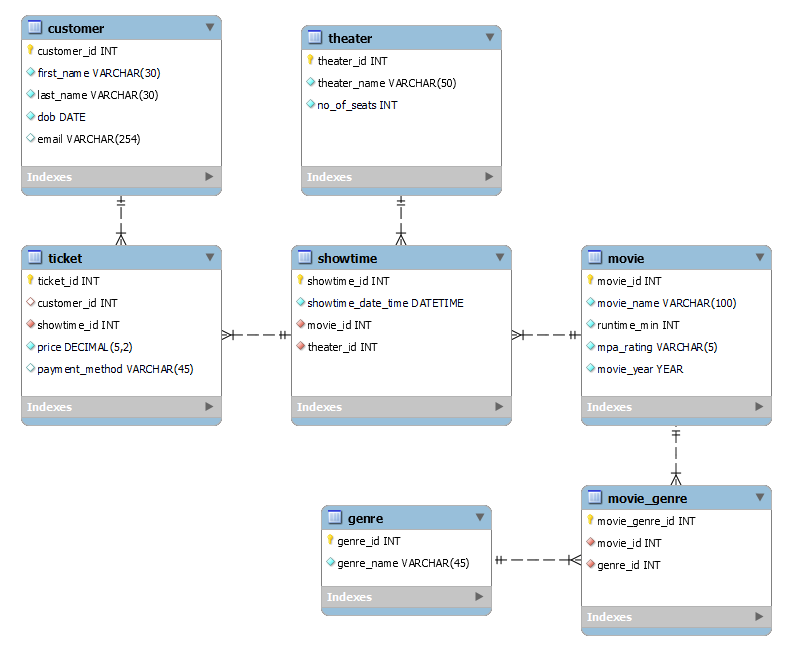 customer
customer_id INT
first_name VARCHAR(30)
last_name VARCHAR(30)
dob DATE
email VARCHAR(254)
Indexes
theater
theater_id INT
theater_name VARCHAR(50)
no_of_seats INT
Indexes
ticket
ticket_id INT
customer_id INT
showtime_id INT
price DECIMAL(5,2)
payment_method VARCHAR(45)
Indexes
showtime
showtime_id INT
showtime_date_time DATETIME
movie_id INT
theater_id INT
Indexes
movie
movie_id INT
movie_name VARCHAR(100)
runtime_min INT
mpa_rating VARCHAR(5)
movie_year YEAR
Indexes
genre
genre_id INT
genre_name VARCHAR(45)
Indexes
movie_genre
movie_genre_id INT
movie_id INT
genre_id INT
Indexes